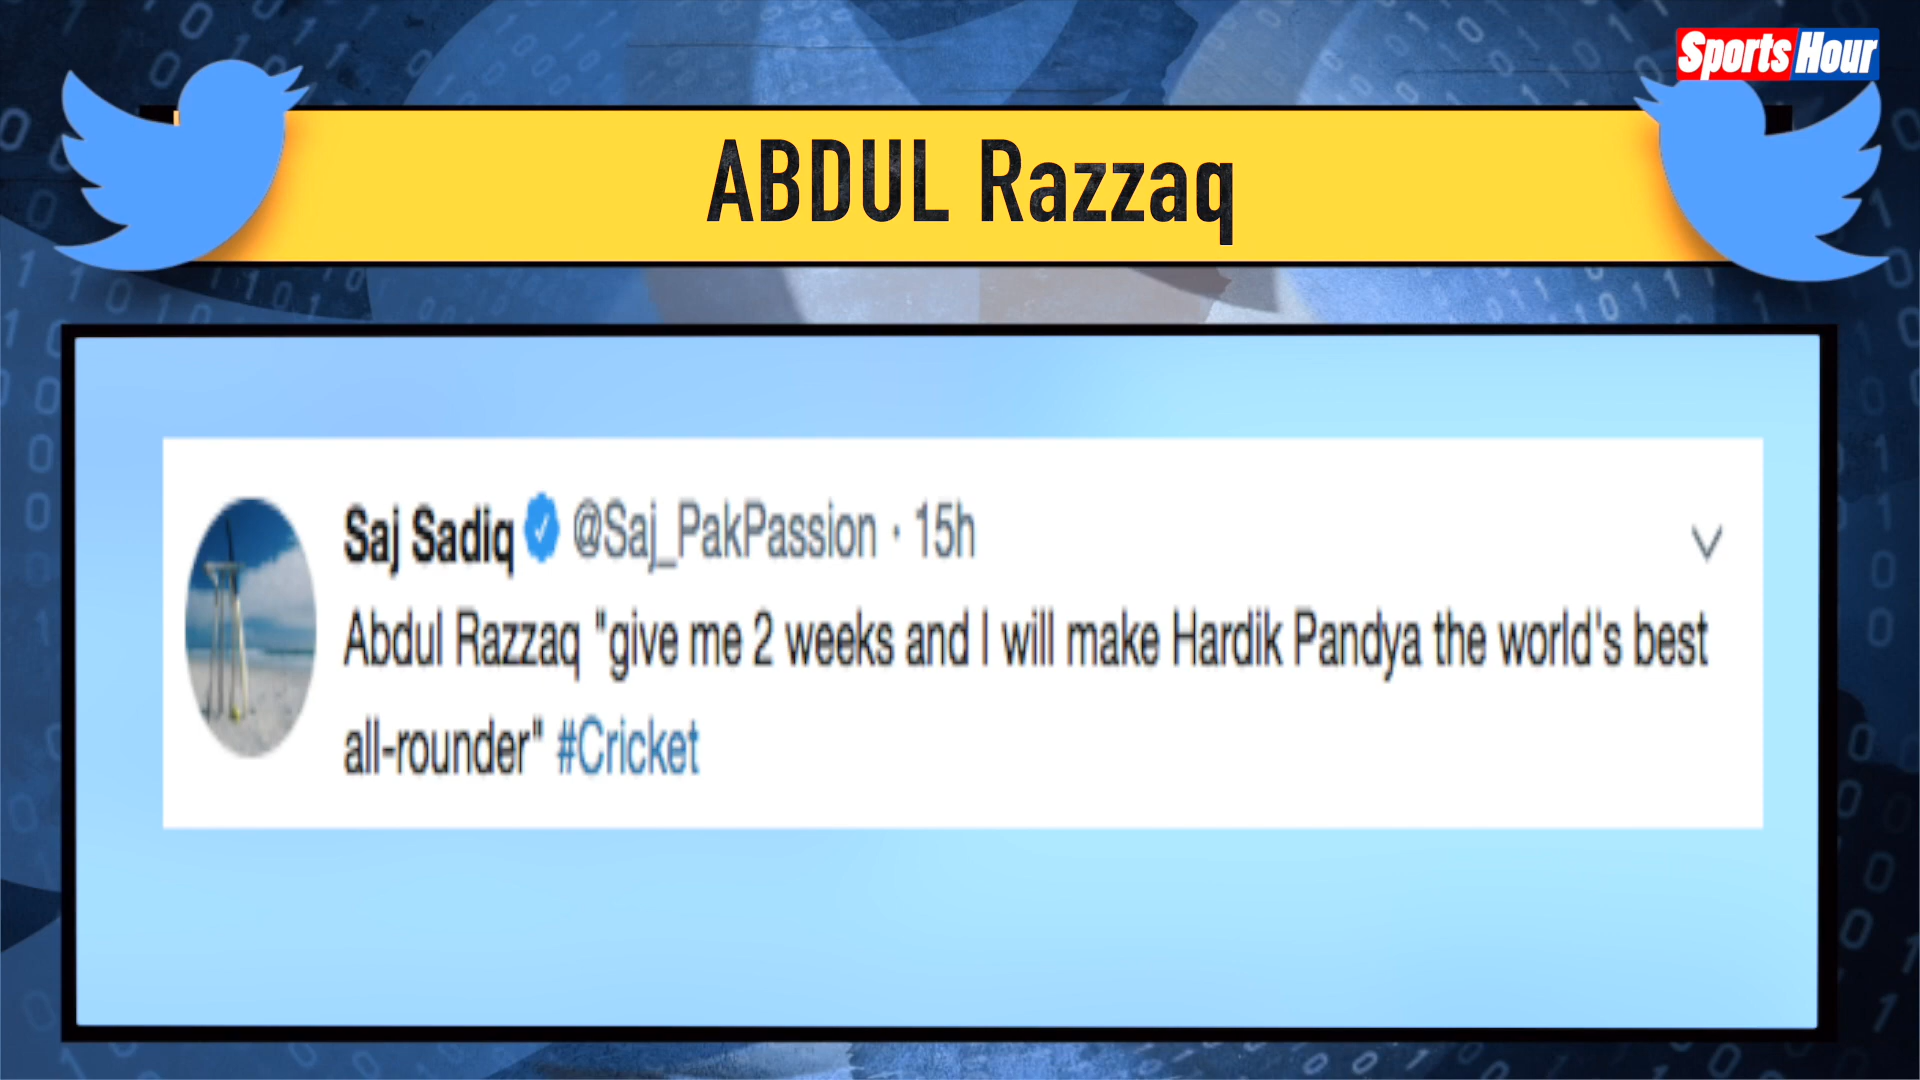 Sports Hour
ABDUL Razzaq
Saj Sadiq @Saj_PakPassion · 15h
Abdul Razzaq "give me 2 weeks and I will make Hardik Pandya the world's best
all-rounder" #Cricket